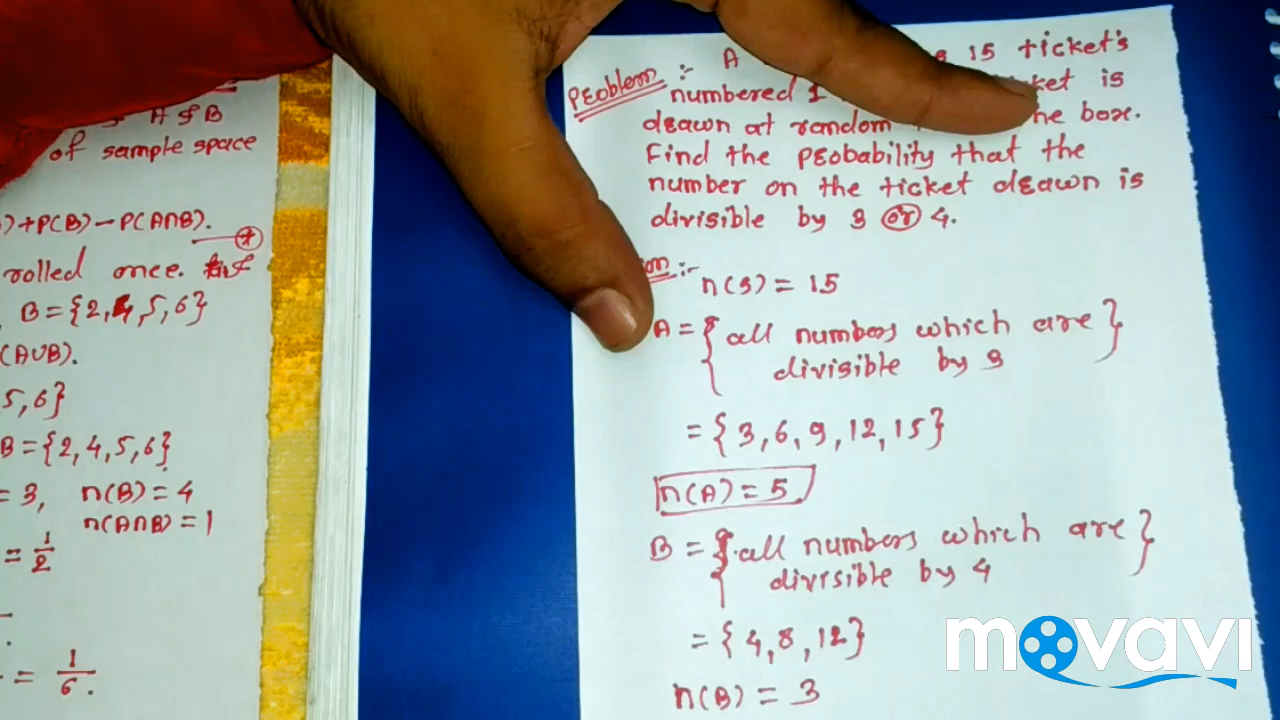 A & B
of sample space
)+P(B)-P(A∩B).
rolled once.
B={2,4,5,6}
(A∪B).
5,6}
B={2,4,5,6}
=3, n(B)=4
n(A∩B)=1
=1/2
=1/6.
Problem :- A 15 ticket's
numbered 1 is
drawn at random box.
Find the probability that the
number on the ticket drawn is
divisible by 3 or 4.
:-
n(S)=15
A={all numbers which are
divisible by 3}
={3,6,9,12,15}
n(A)=5
B={all numbers which are
divisible by 4}
={4,8,12}
n(B)=3
movavi